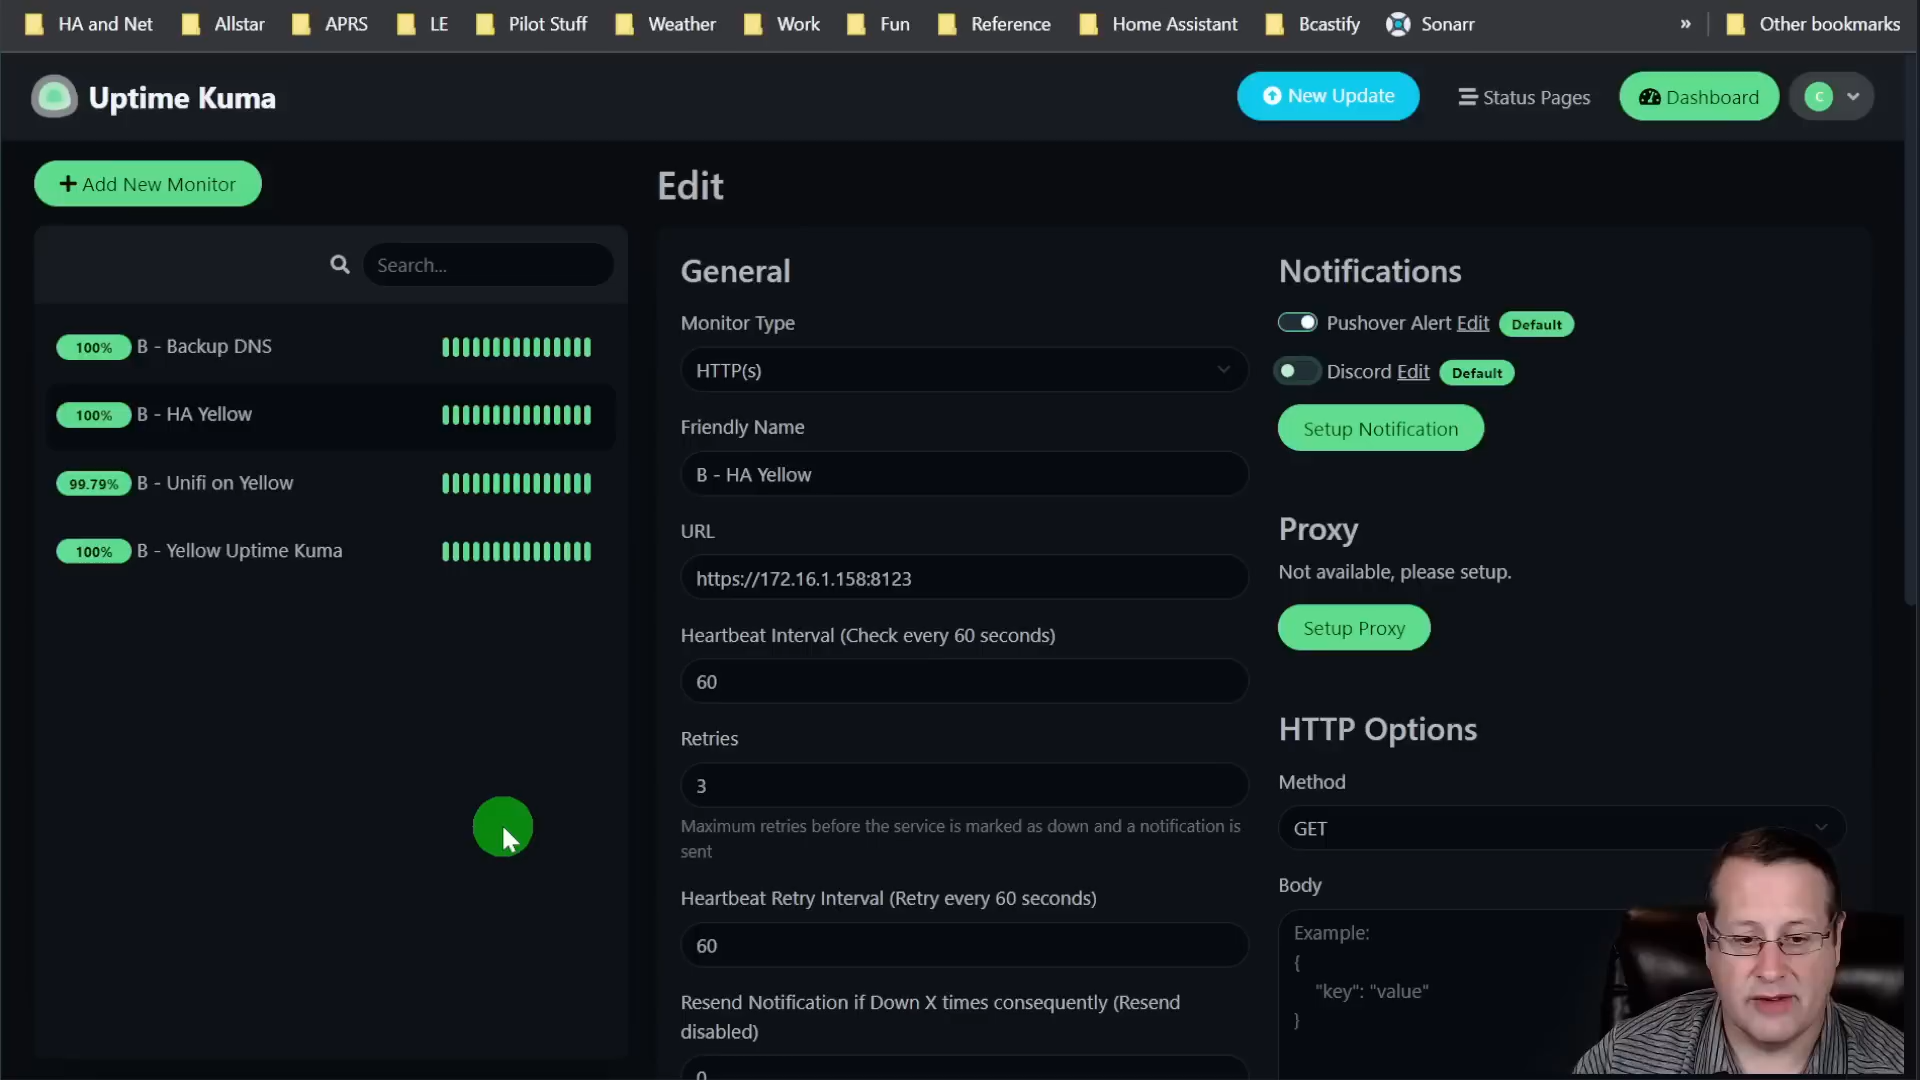 HA and Net
Allstar
APRS
LE
Pilot Stuff
Weather
Work
Fun
Reference
Home Assistant
Bcastify
Sonarr
»
Other bookmarks
Uptime Kuma
New Update
Status Pages
Dashboard
C
+ Add New Monitor
Search...
100% B - Backup DNS
100% B - HA Yellow
99.79% B - Unifi on Yellow
100% B - Yellow Uptime Kuma
Edit
General
Monitor Type
HTTP(s)
Friendly Name
B - HA Yellow
URL
https://172.16.1.158:8123
Heartbeat Interval (Check every 60 seconds)
60
Retries
3
Maximum retries before the service is marked as down and a notification is
sent
Heartbeat Retry Interval (Retry every 60 seconds)
60
Resend Notification if Down X times consequently (Resend
disabled)
0
Notifications
Pushover Alert Edit Default
Discord Edit Default
Setup Notification
Proxy
Not available, please setup.
Setup Proxy
HTTP Options
Method
GET
Body
Example:
{
"key": "value"
}